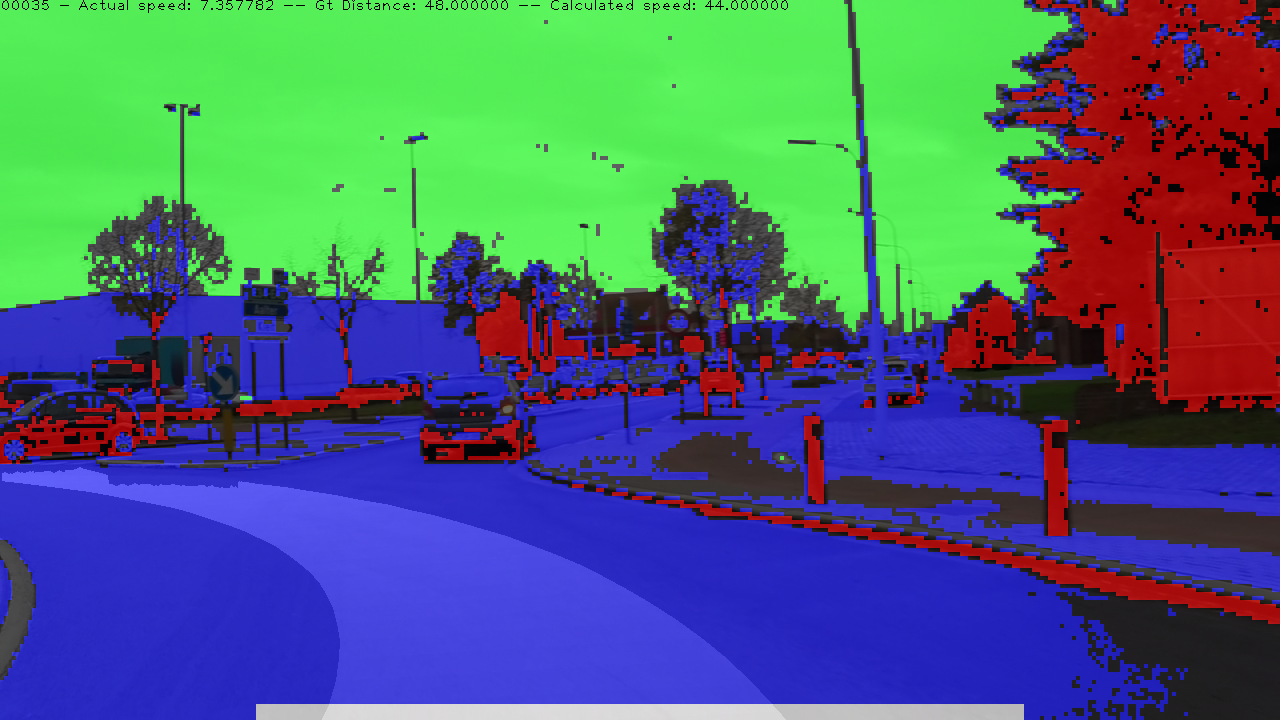 00035 — Actual speed: 7.357782 —— Gt Distance: 48.000000 —— Calculated speed: 44.000000